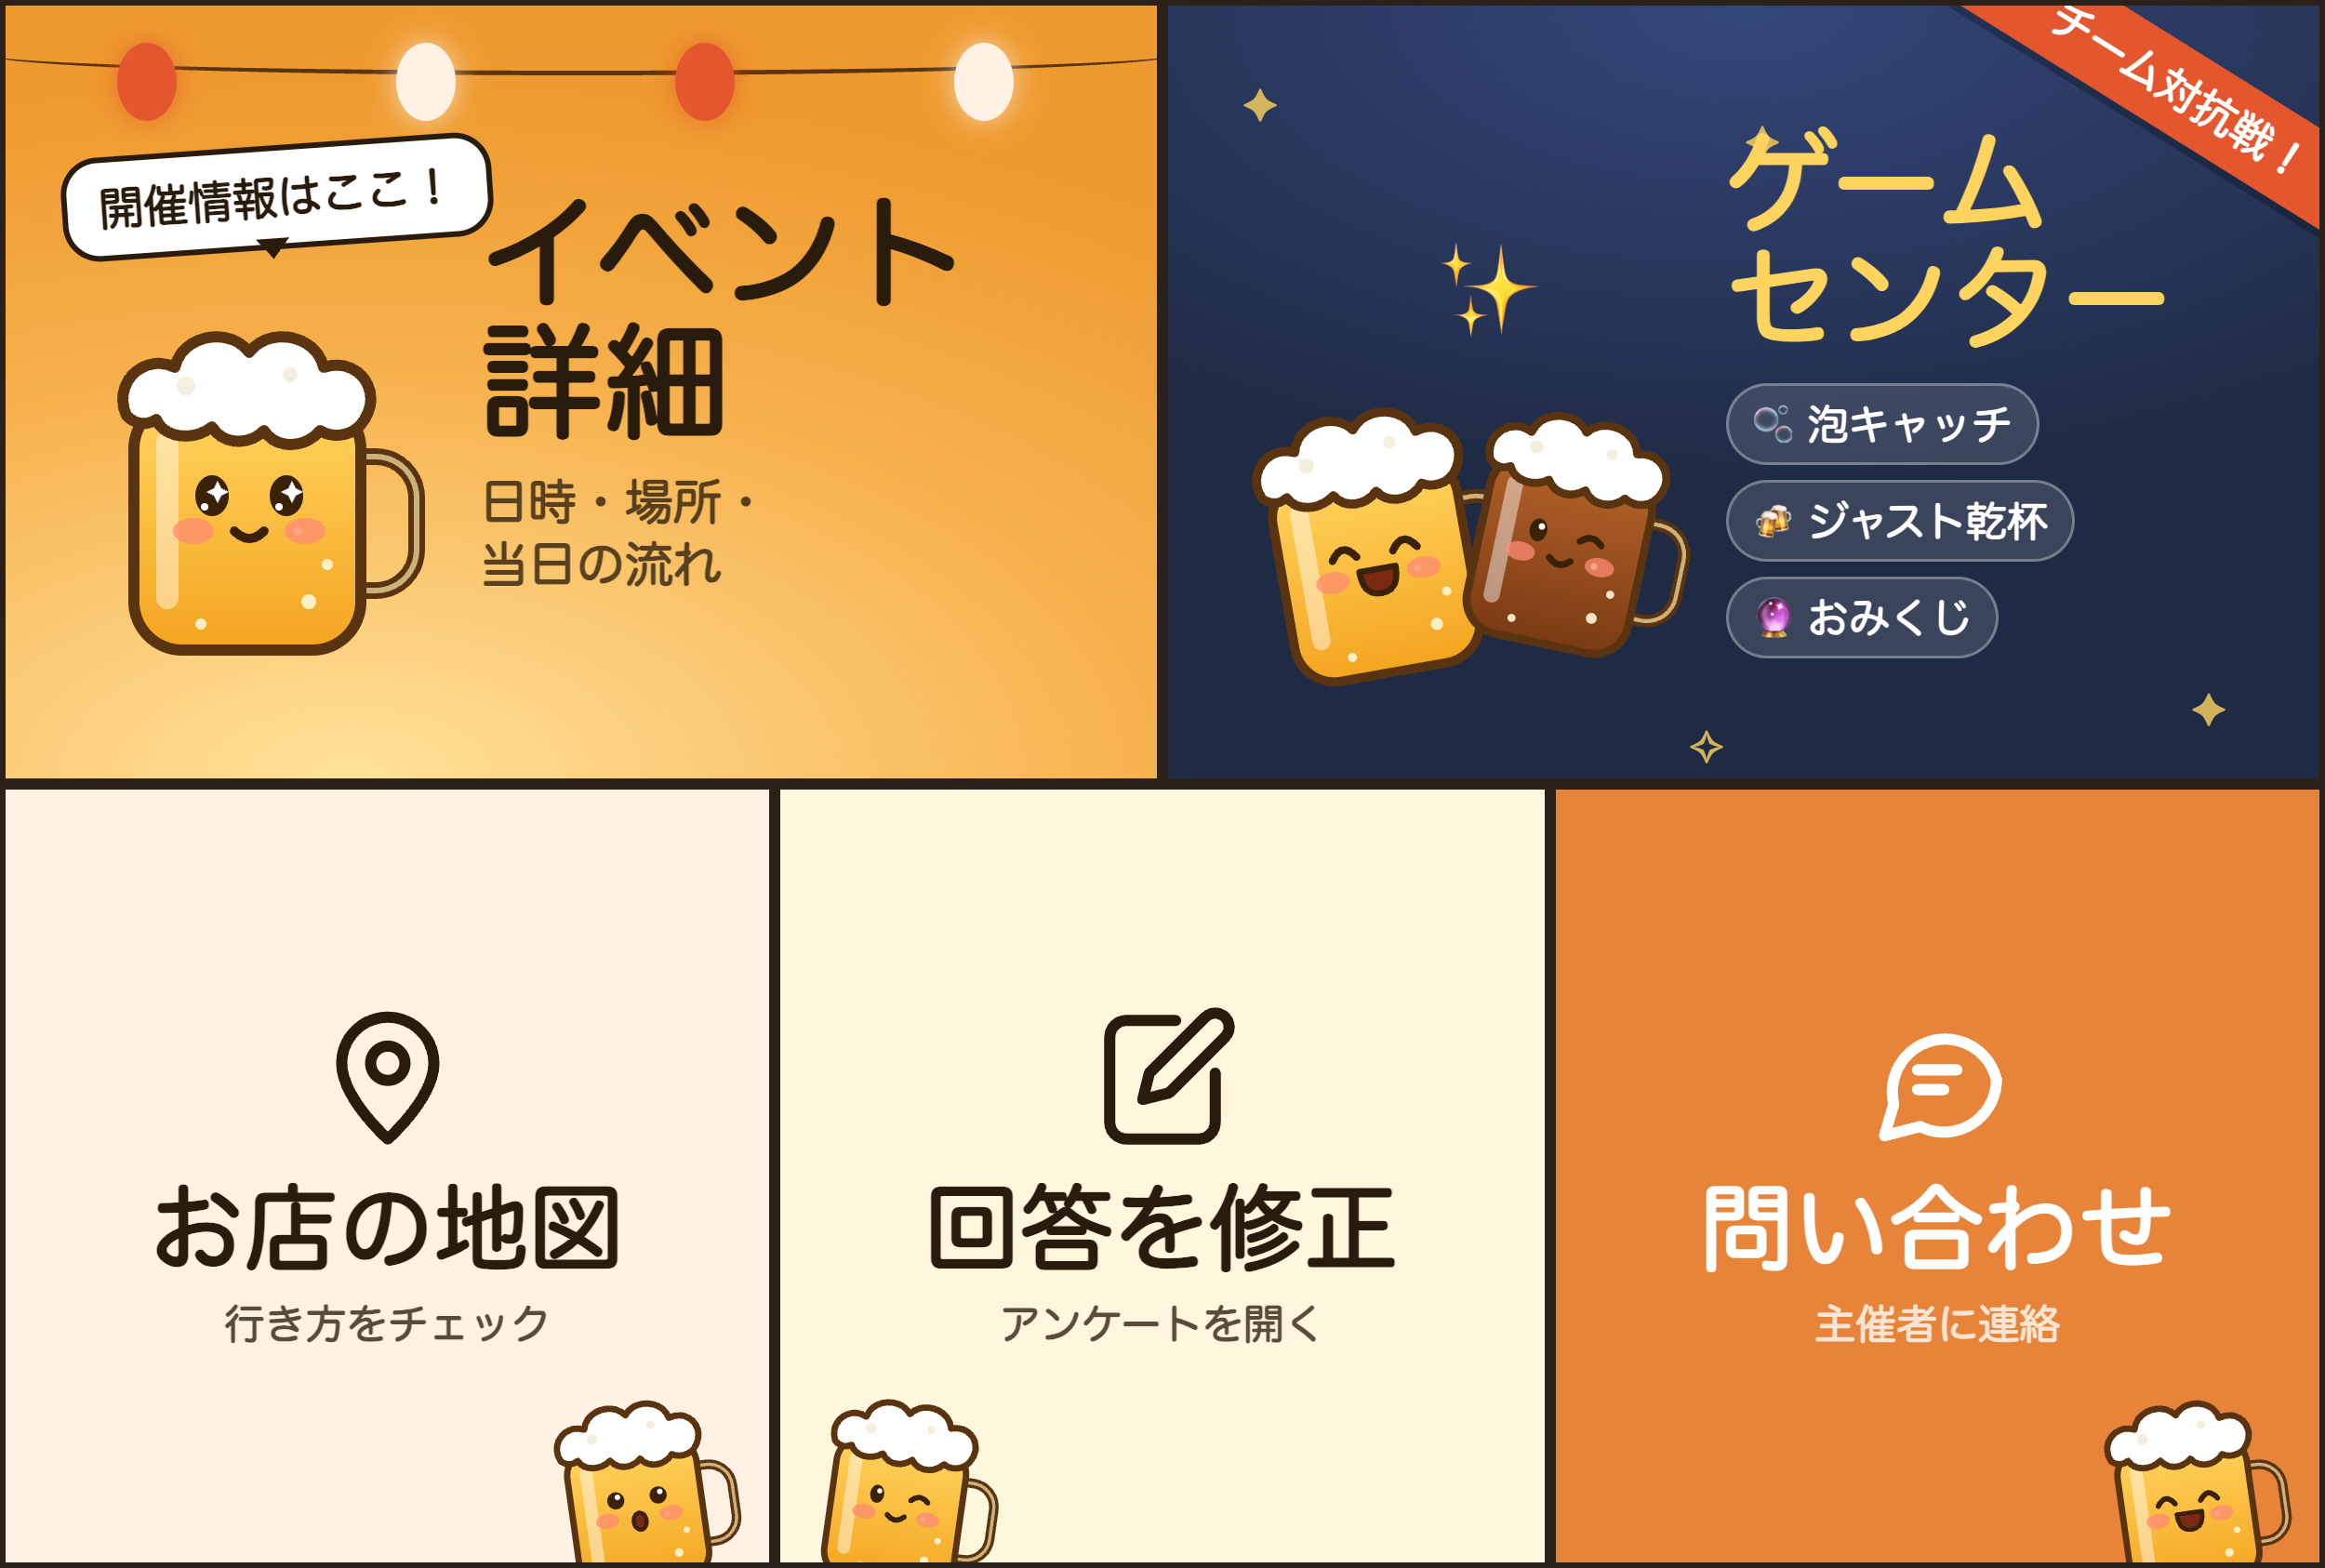 開催情報はここ！
イベント
詳細
日時・場所・
当日の流れ
チーム対抗戦！
ゲーム
センター
泡キャッチ
ジャスト乾杯
おみくじ
お店の地図
行き方をチェック
回答を修正
アンケートを開く
問い合わせ
主催者に連絡